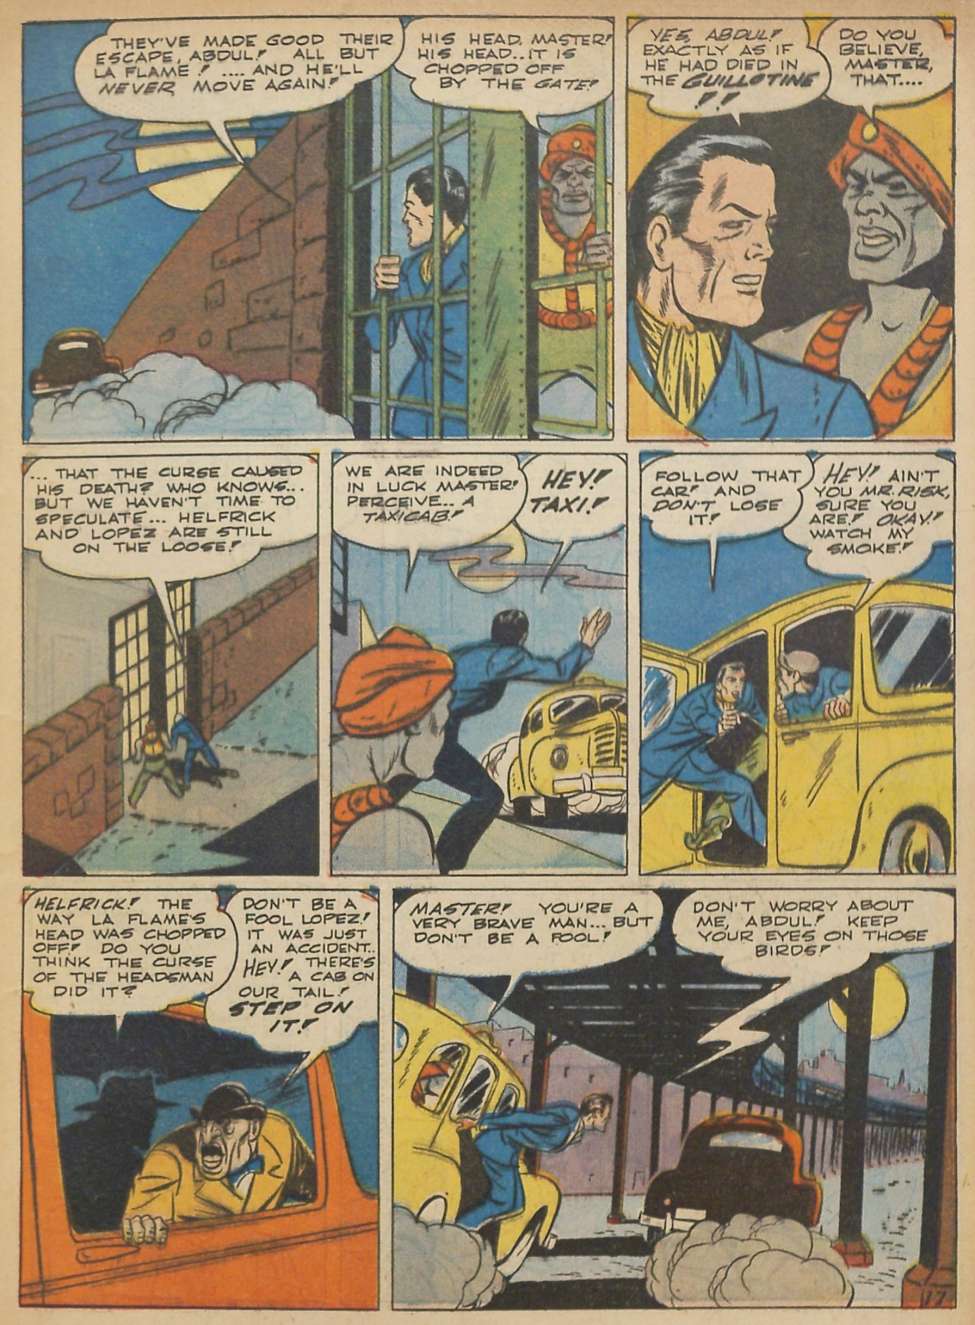 THEY'VE MADE GOOD THEIR
ESCAPE, ABDUL! ALL BUT
LA FLAME! ....AND HE'LL
NEVER MOVE AGAIN!
HIS HEAD, MASTER!
HIS HEAD..IT IS
CHOPPED OFF
BY THE GATE!
YES, ABDUL!
EXACTLY AS IF
HE HAD DIED IN
THE GUILLOTINE
!!
DO YOU
BELIEVE,
MASTER,
THAT....
...THAT THE CURSE CAUSED
HIS DEATH? WHO KNOWS...
BUT WE HAVEN'T TIME TO
SPECULATE... HELFRICK
AND LOPEZ ARE STILL
ON THE LOOSE!
WE ARE INDEED
IN LUCK MASTER!
PERCEIVE.. A
TAXICAB!
HEY!
TAXI!
FOLLOW THAT
CAR! AND
DON'T LOSE
IT!
HEY! AIN'T
YOU MR. RISK,
SURE YOU
ARE! OKAY!
WATCH MY
SMOKE!
HELFRICK! THE
WAY LA FLAME'S
HEAD WAS CHOPPED
OFF! DO YOU
THINK THE CURSE
OF THE HEADSMAN
DID IT?
DON'T BE A
FOOL LOPEZ!
IT WAS JUST
AN ACCIDENT.
HEY! THERE'S
A CAB ON
OUR TAIL!
STEP ON
IT!
MASTER! YOU'RE A
VERY BRAVE MAN... BUT
DON'T BE A FOOL!
DON'T WORRY ABOUT
ME, ABDUL! KEEP
YOUR EYES ON THOSE
BIRDS!
17